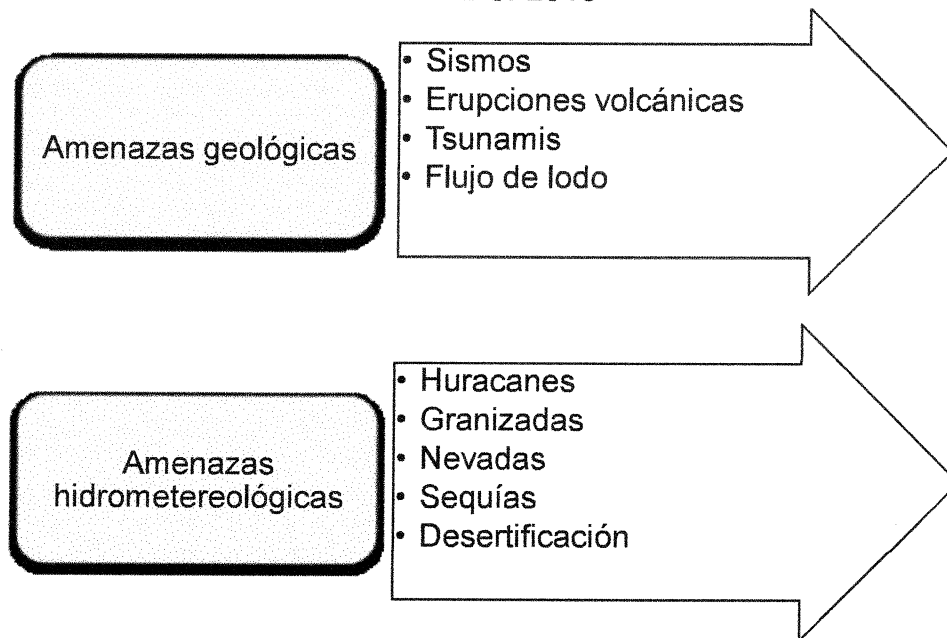 Amenazas geológicas
• Sismos
• Erupciones volcánicas
• Tsunamis
• Flujo de lodo
Amenazas
hidrometereológicas
• Huracanes
• Granizadas
• Nevadas
• Sequías
• Desertificación